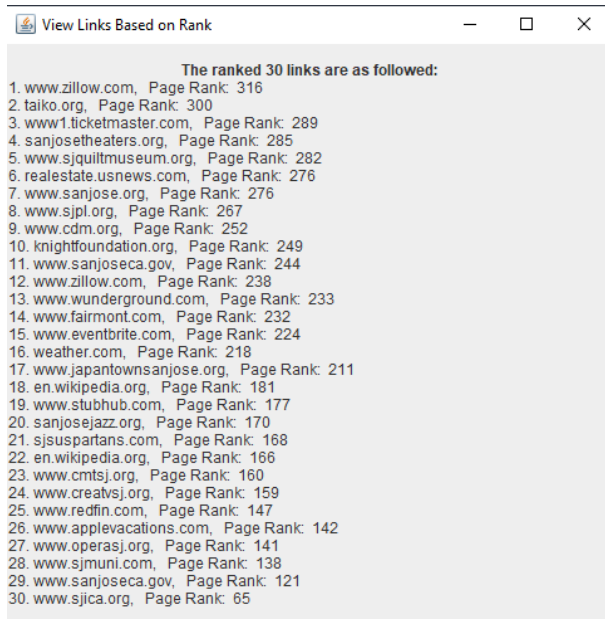 View Links Based on Rank
The ranked 30 links are as followed:
1. www.zillow.com, Page Rank: 316
2. taiko.org, Page Rank: 300
3. www1.ticketmaster.com, Page Rank: 289
4. sanjosetheaters.org, Page Rank: 285
5. www.sjquiltmuseum.org, Page Rank: 282
6. realestate.usnews.com, Page Rank: 276
7. www.sanjose.org, Page Rank: 276
8. www.sjpl.org, Page Rank: 267
9. www.cdm.org, Page Rank: 252
10. knightfoundation.org, Page Rank: 249
11. www.sanjoseca.gov, Page Rank: 244
12. www.zillow.com, Page Rank: 238
13. www.wunderground.com, Page Rank: 233
14. www.fairmont.com, Page Rank: 232
15. www.eventbrite.com, Page Rank: 224
16. weather.com, Page Rank: 218
17. www.japantownsanjose.org, Page Rank: 211
18. en.wikipedia.org, Page Rank: 181
19. www.stubhub.com, Page Rank: 177
20. sanjosejazz.org, Page Rank: 170
21. sjsuspartans.com, Page Rank: 168
22. en.wikipedia.org, Page Rank: 166
23. www.cmtsj.org, Page Rank: 160
24. www.creatvsj.org, Page Rank: 159
25. www.redfin.com, Page Rank: 147
26. www.applevacations.com, Page Rank: 142
27. www.operasj.org, Page Rank: 141
28. www.sjmuni.com, Page Rank: 138
29. www.sanjoseca.gov, Page Rank: 121
30. www.sjica.org, Page Rank: 65